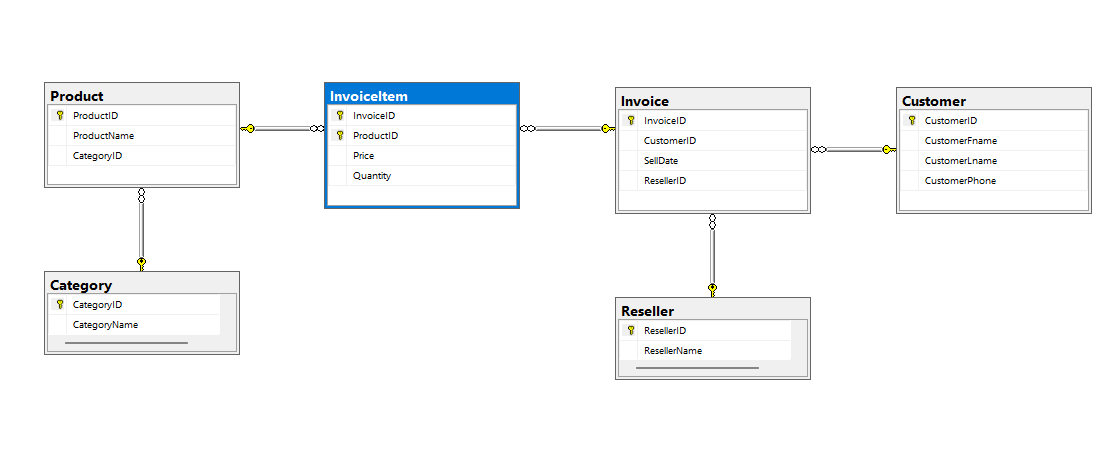 Product
ProductID
ProductName
CategoryID
InvoiceItem
InvoiceID
ProductID
Price
Quantity
Invoice
InvoiceID
CustomerID
SellDate
ResellerID
Customer
CustomerID
CustomerFname
CustomerLname
CustomerPhone
Category
CategoryID
CategoryName
Reseller
ResellerID
ResellerName